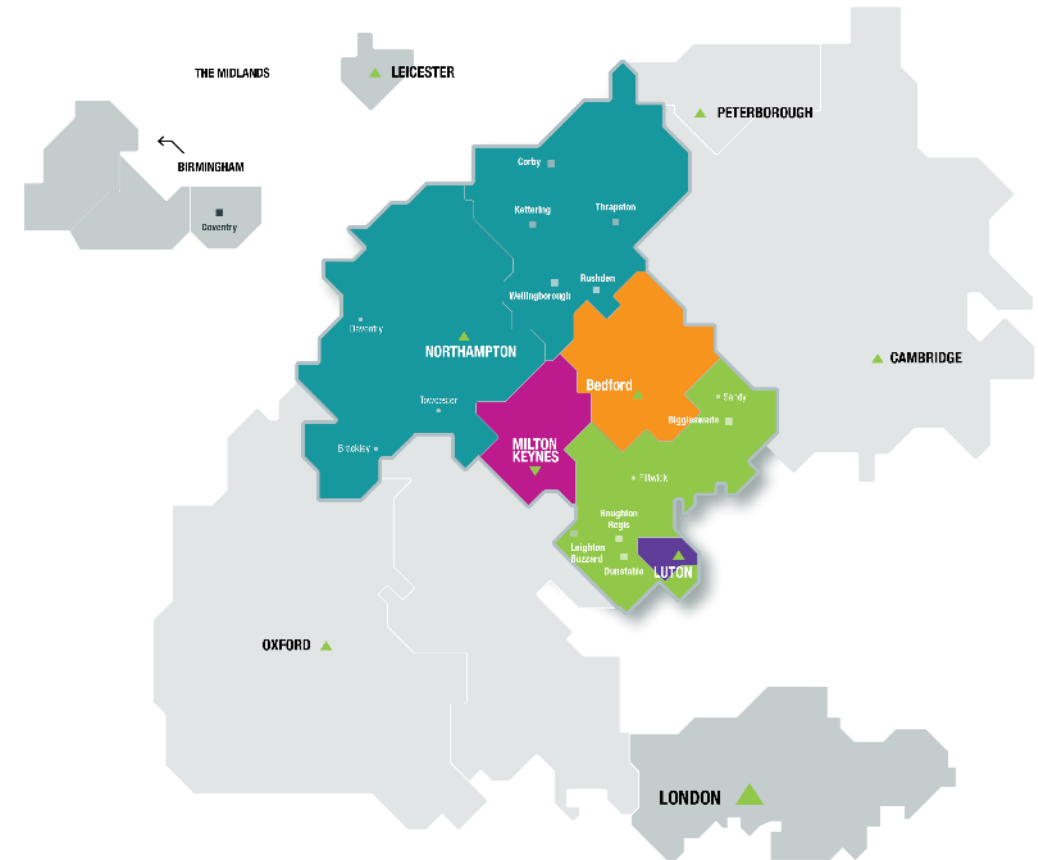 THE MIDLANDS
LEICESTER
PETERBOROUGH
BIRMINGHAM
Coventry
Corby
Kettering
Thrapston
Rushden
Wellingborough
Daventry
NORTHAMPTON
CAMBRIDGE
Bedford
Towcester
Sandy
Biggleswade
Brackley
MILTON
KEYNES
Flitwick
Houghton
Regis
Leighton
Buzzard
Dunstable
LUTON
OXFORD
LONDON